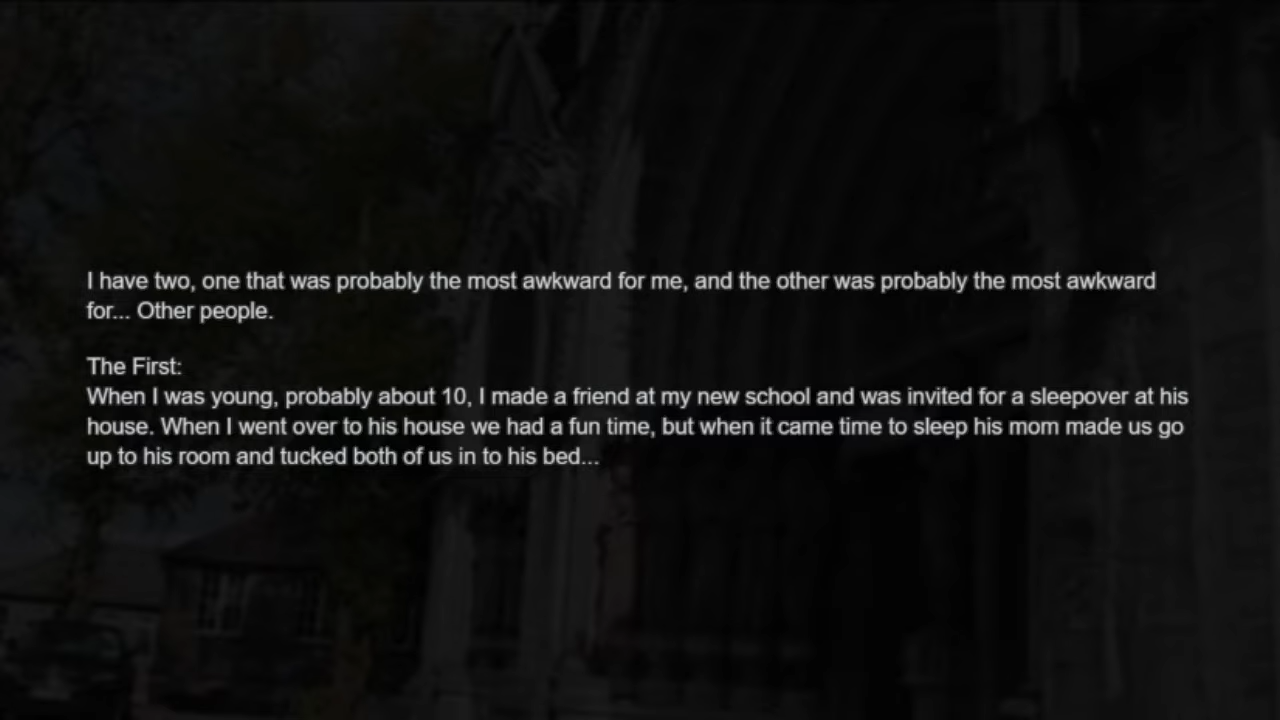 I have two, one that was probably the most awkward for me, and the other was probably the most awkward
for... Other people.
The First:
When I was young, probably about 10, I made a friend at my new school and was invited for a sleepover at his
house. When I went over to his house we had a fun time, but when it came time to sleep his mom made us go
up to his room and tucked both of us in to his bed...